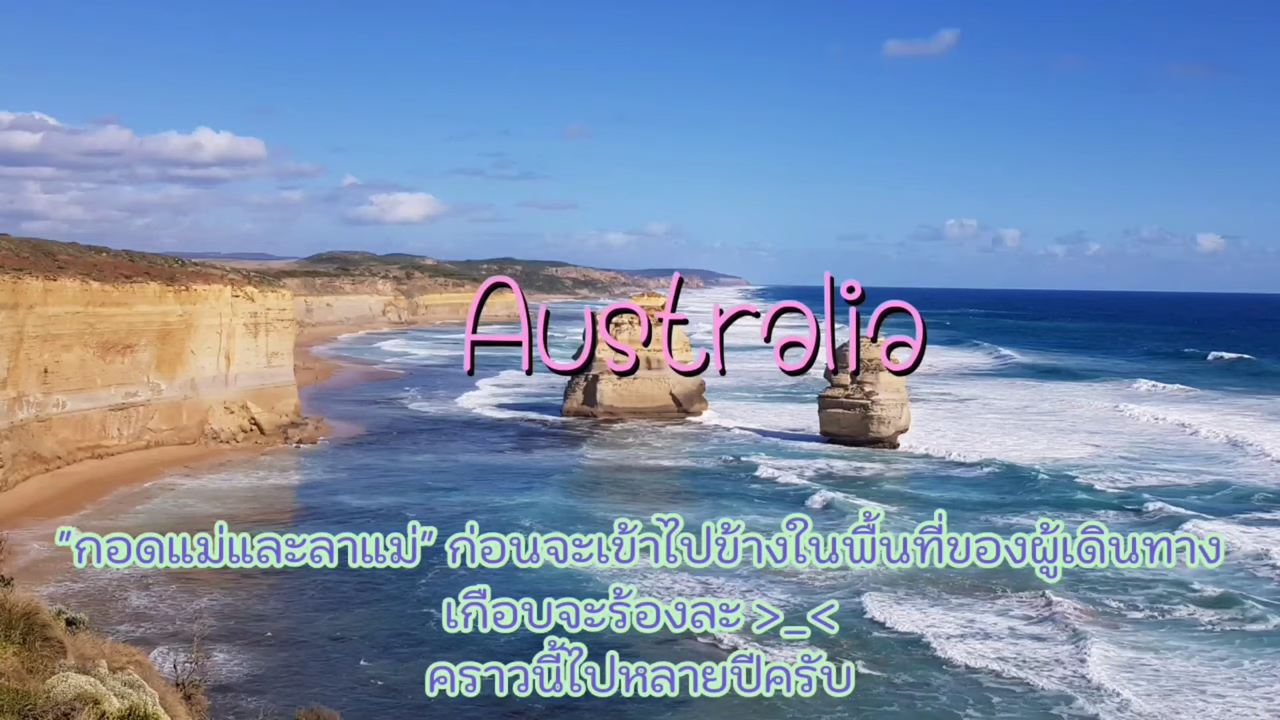 Australia
"กอดแม่และลาแม่" ก่อนจะเข้าไปข้างในพื้นที่ของผู้เดินทาง
เกือบจะร้องละ >_<
คราวนี้ไปหลายปีครับ